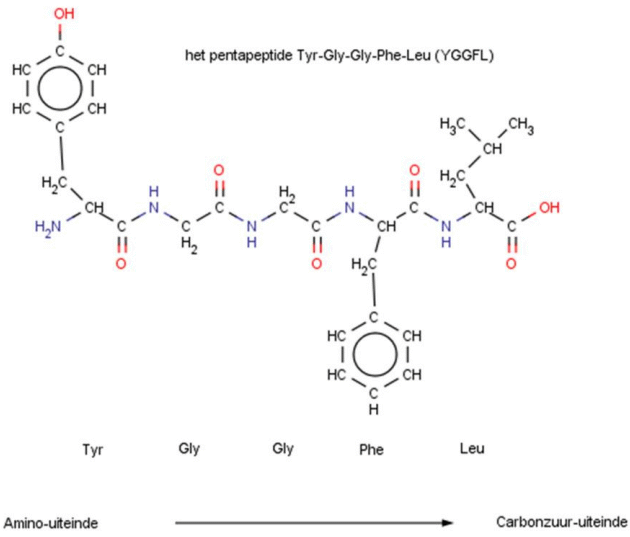 OH
het pentapeptide Tyr-Gly-Gly-Phe-Leu (YGGFL)
C
HC CH
HC CH
C
H₃C CH₃
CH
H₂C
H₂C
O H₂ O
H C H
CH N C N C CH OH
H₂N C C N C CH N C
H₂ H H
O O H₂C O
C
HC CH
HC CH
C
H
Tyr Gly Gly Phe Leu
Amino-uiteinde Carbonzuur-uiteinde